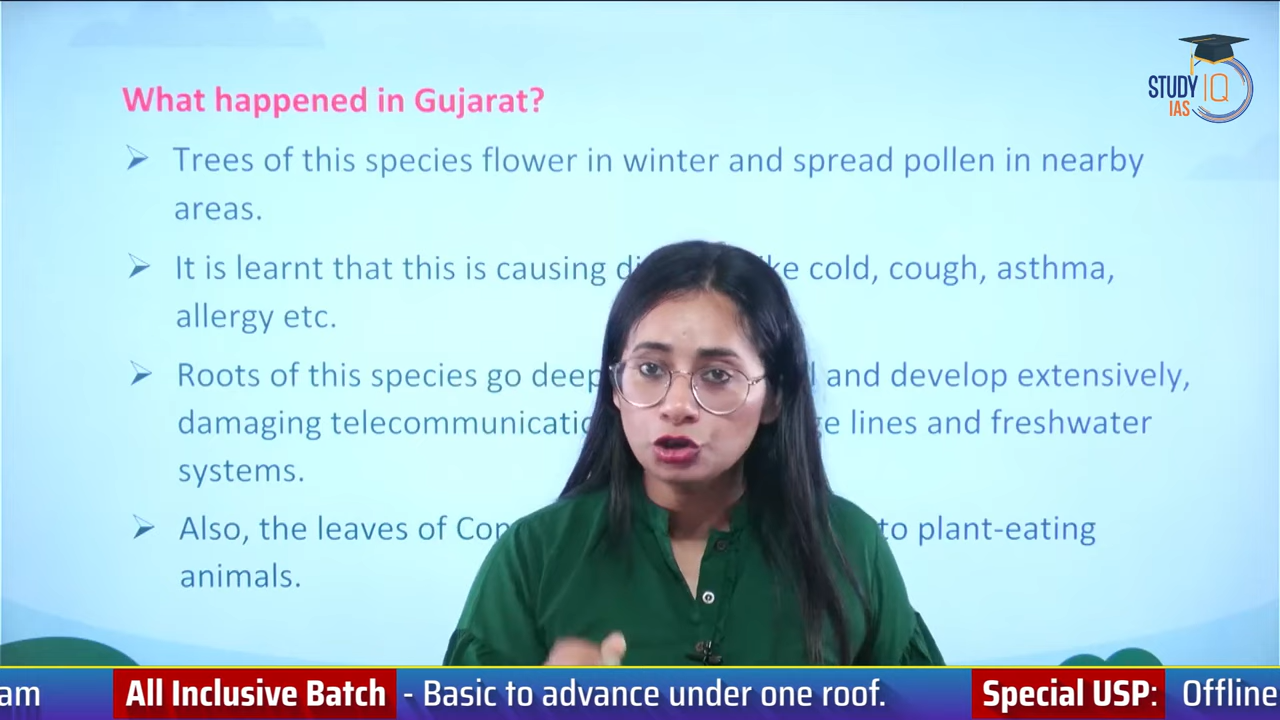 What happened in Gujarat?
➢ Trees of this species flower in winter and spread pollen in nearby
areas.
➢ It is learnt that this is causing ke cold, cough, asthma,
allergy etc.
➢ Roots of this species go deep and develop extensively,
damaging lines and freshwater
systems.
➢ Also, the leaves of to plant-eating
animals.
STUDY IQ
IAS
am All Inclusive Batch - Basic to advance under one roof. Special USP: Offline